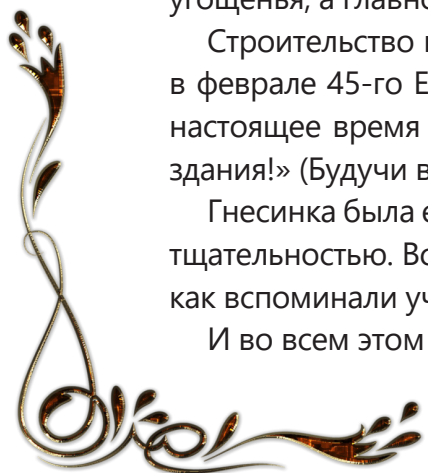 угощенья, а главно
Строительство
в феврале 45-го Е
настоящее время
здания!» (Будучи в
Гнесинка была е
тщательностью. Во
как вспоминали уч
И во всем этом